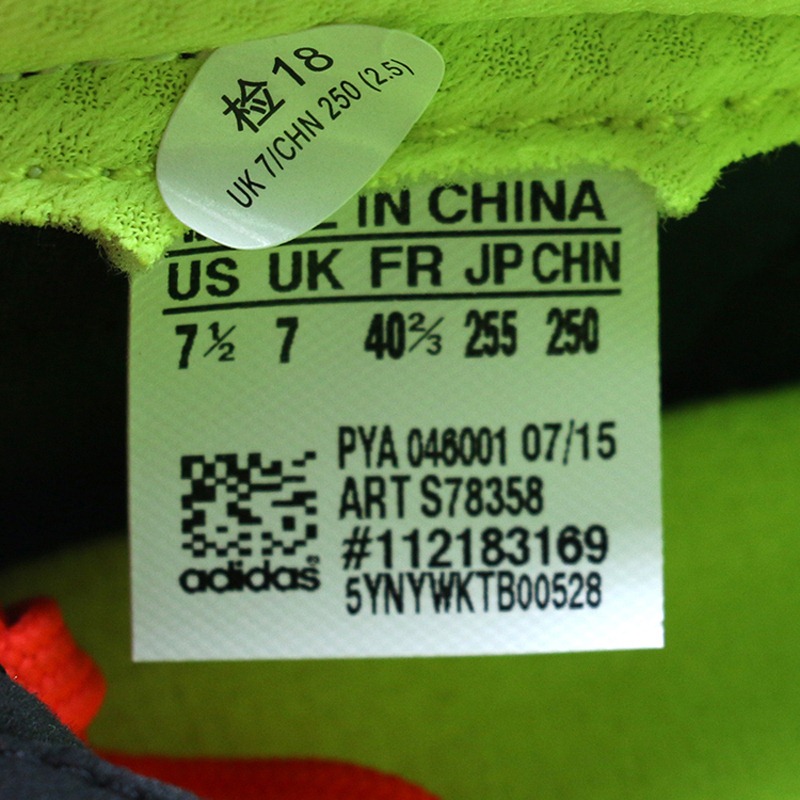 检18
UK 7/CHN 250 (2.5)
IN CHINA
US UK FR JP CHN
7½ 7 40⅔ 255 250
PYA 046001 07/15
ART S78358
#112183169
adidas®
5YNYWKTB00528